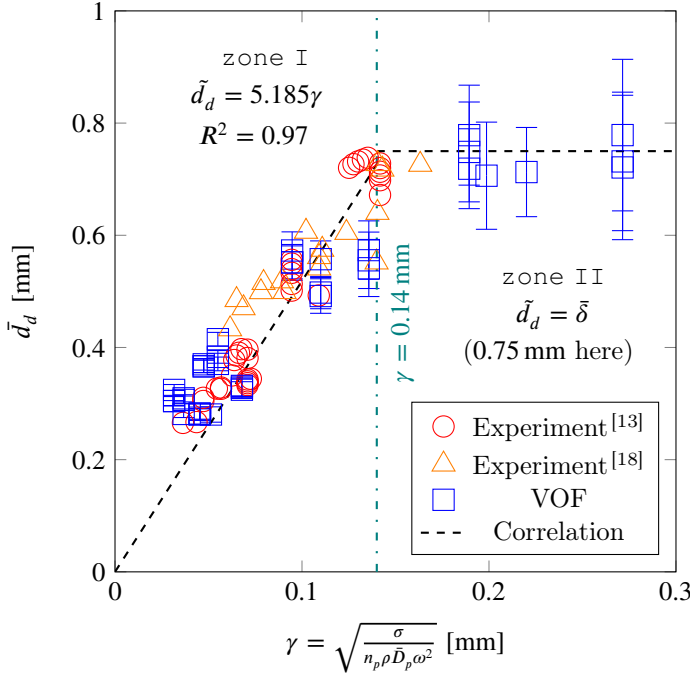 zone I
d̃_d = 5.185γ
R² = 0.97
γ = 0.14 mm
zone II
d̃_d = δ̄
(0.75 mm here)
Experiment[13]
Experiment[18]
VOF
Correlation
1
0.8
0.6
0.4
0.2
0
0
0.1
0.2
0.3
d̄_d [mm]
γ = √(σ / (n_p ρ D̄_p ω²)) [mm]